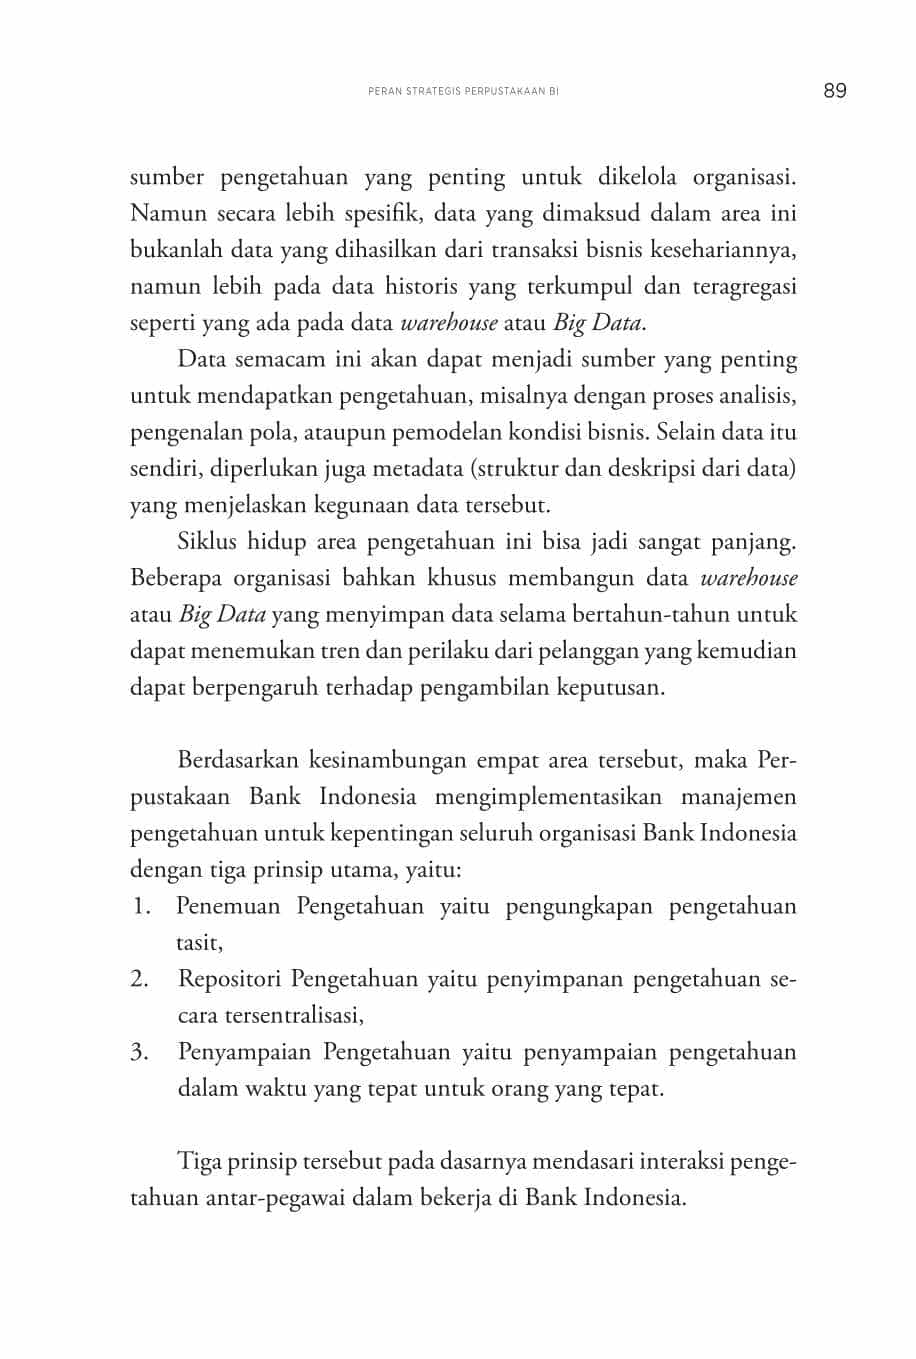 PERAN STRATEGIS PERPUSTAKAAN BI 89
sumber pengetahuan yang penting untuk dikelola organisasi.
Namun secara lebih spesifik, data yang dimaksud dalam area ini
bukanlah data yang dihasilkan dari transaksi bisnis kesehariannya,
namun lebih pada data historis yang terkumpul dan teragregasi
seperti yang ada pada data warehouse atau Big Data.
Data semacam ini akan dapat menjadi sumber yang penting
untuk mendapatkan pengetahuan, misalnya dengan proses analisis,
pengenalan pola, ataupun pemodelan kondisi bisnis. Selain data itu
sendiri, diperlukan juga metadata (struktur dan deskripsi dari data)
yang menjelaskan kegunaan data tersebut.
Siklus hidup area pengetahuan ini bisa jadi sangat panjang.
Beberapa organisasi bahkan khusus membangun data warehouse
atau Big Data yang menyimpan data selama bertahun-tahun untuk
dapat menemukan tren dan perilaku dari pelanggan yang kemudian
dapat berpengaruh terhadap pengambilan keputusan.
Berdasarkan kesinambungan empat area tersebut, maka Per-
pustakaan Bank Indonesia mengimplementasikan manajemen
pengetahuan untuk kepentingan seluruh organisasi Bank Indonesia
dengan tiga prinsip utama, yaitu:
1. Penemuan Pengetahuan yaitu pengungkapan pengetahuan
tasit,
2. Repositori Pengetahuan yaitu penyimpanan pengetahuan se-
cara tersentralisasi,
3. Penyampaian Pengetahuan yaitu penyampaian pengetahuan
dalam waktu yang tepat untuk orang yang tepat.
Tiga prinsip tersebut pada dasarnya mendasari interaksi penge-
tahuan antar-pegawai dalam bekerja di Bank Indonesia.